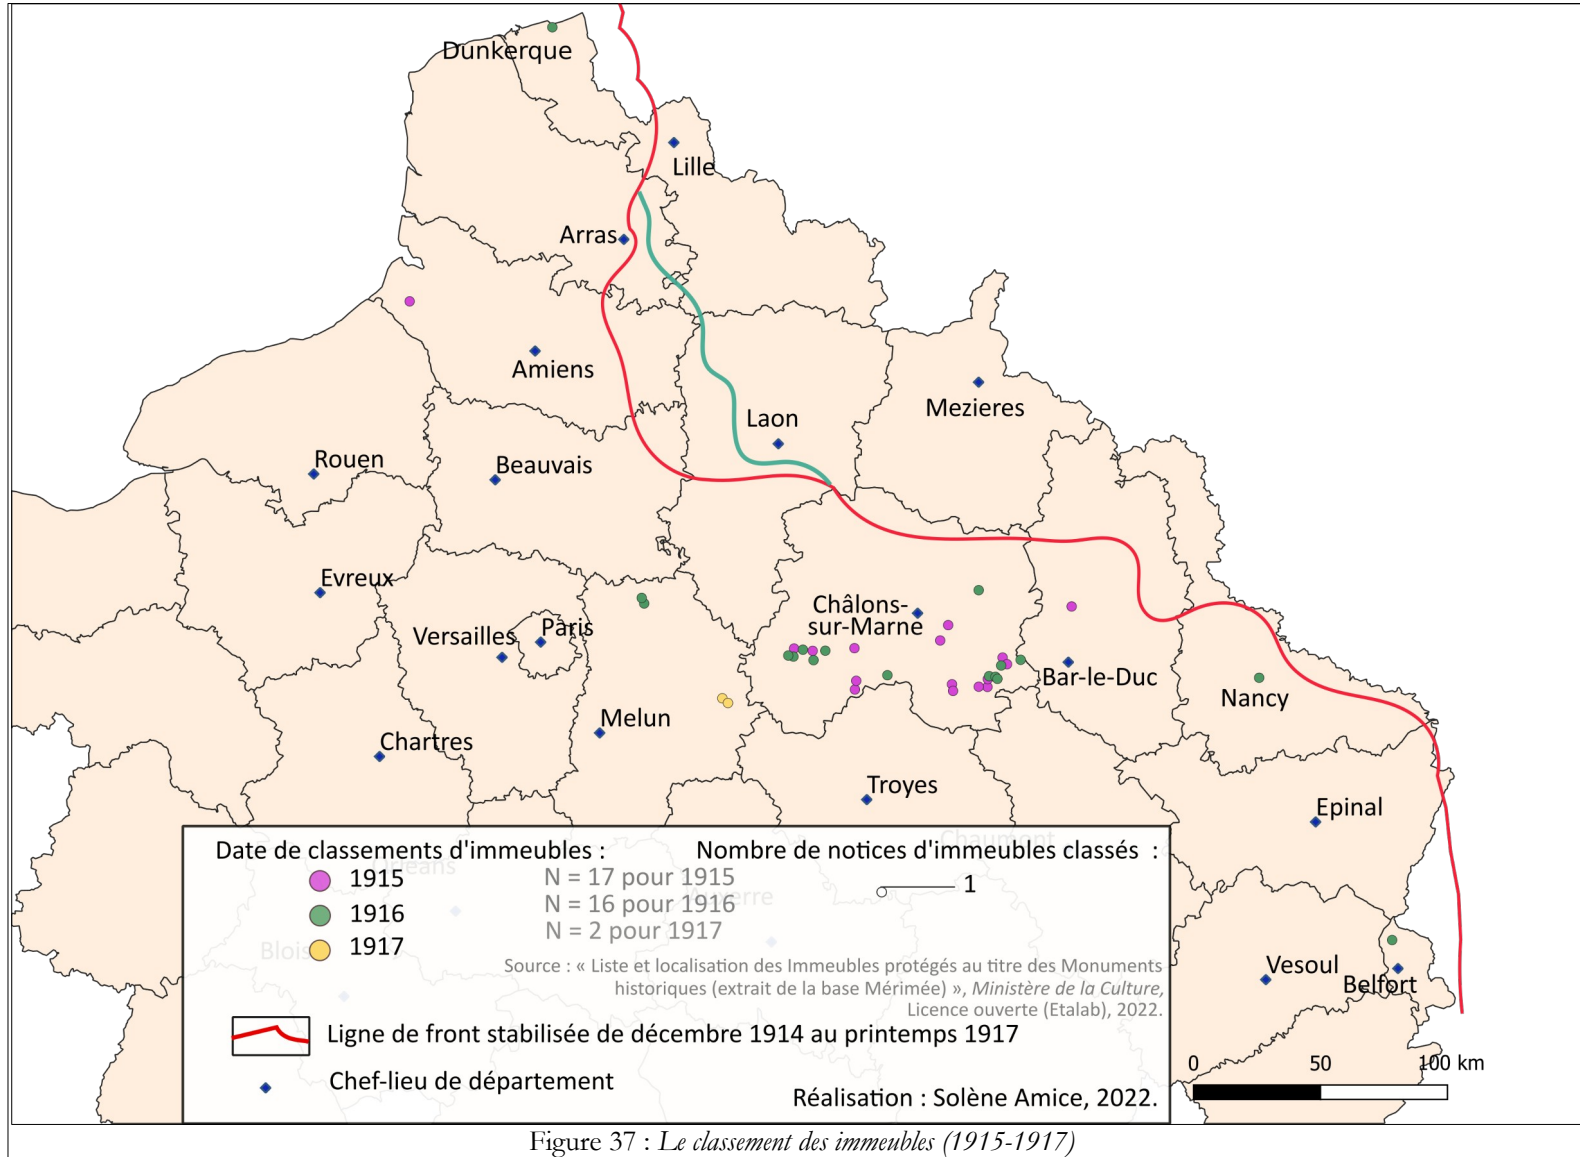 Dunkerque
Lille
Arras
Amiens
Mezieres
Laon
Rouen
Beauvais
Evreux
Châlons-
sur-Marne
Paris
Versailles
Bar-le-Duc
Nancy
Melun
Chartres
Troyes
Epinal
Chaumont
Orléans
Auxerre
Blois
Vesoul
Belfort
Date de classements d'immeubles :
1915
1916
1917
N = 17 pour 1915
N = 16 pour 1916
N = 2 pour 1917
Nombre de notices d'immeubles classés :
1
Source : « Liste et localisation des Immeubles protégés au titre des Monuments
historiques (extrait de la base Mérimée) », Ministère de la Culture,
Licence ouverte (Etalab), 2022.
Ligne de front stabilisée de décembre 1914 au printemps 1917
Chef-lieu de département
Réalisation : Solène Amice, 2022.
0 50 100 km
Figure 37 : Le classement des immeubles (1915-1917)